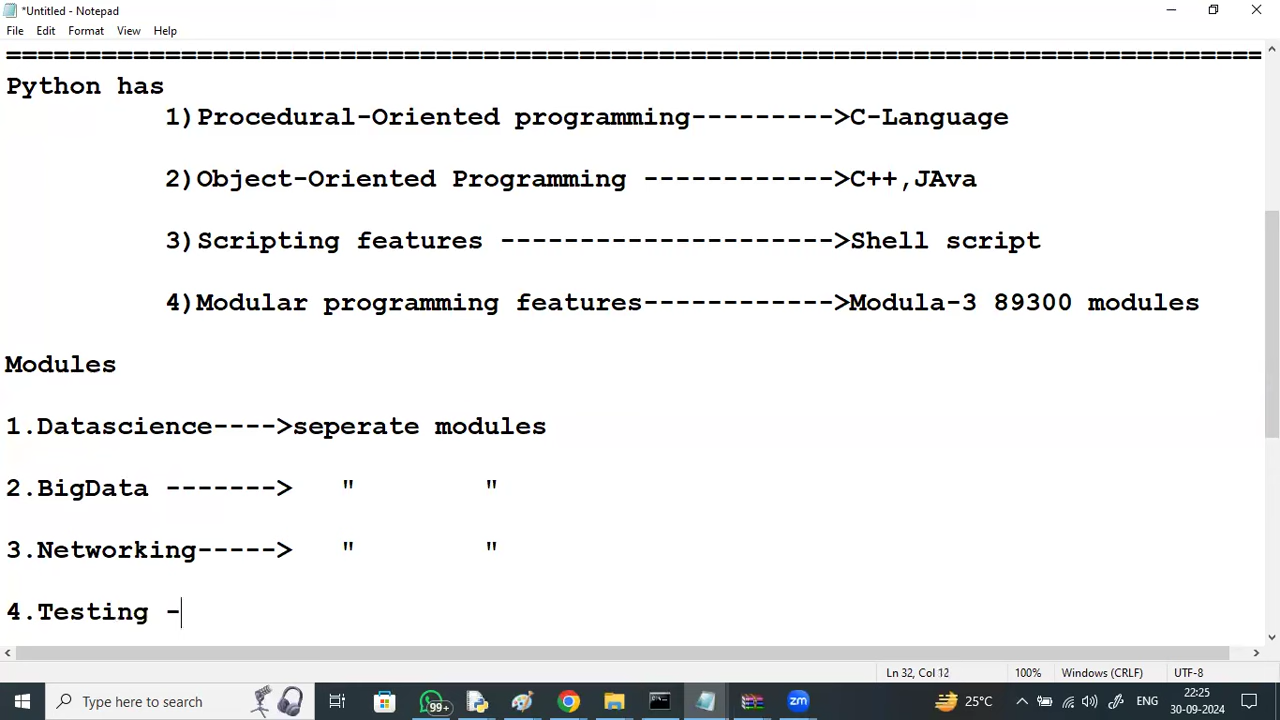 *Untitled - Notepad
File Edit Format View Help
================================================================================
Python has
1)Procedural-Oriented programming--------->C-Language
2)Object-Oriented Programming ------------>C++,JAva
3)Scripting features --------------------->Shell script
4)Modular programming features------------>Modula-3 89300 modules
Modules
1.Datascience---->seperate modules
2.BigData -------> " "
3.Networking-----> " "
4.Testing -
Ln 32, Col 12 100% Windows (CRLF) UTF-8
Type here to search 99+ zm 25°C ENG 22:25
30-09-2024